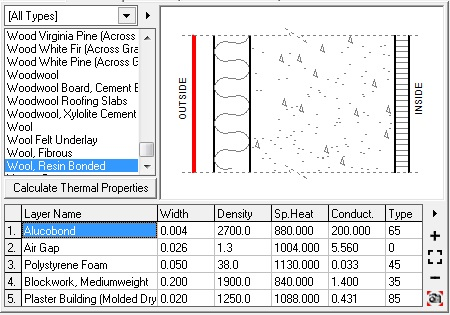 [All Types]
Wood Virginia Pine (Across
Wood White Fir (Across Gra
Wood White Pine (Across G
Woodwool
Woodwool Board, Cement B
Woodwool Roofing Slabs
Woodwool, Xylolite Cement
Wool
Wool Felt Underlay
Wool, Fibrous
Wool, Resin Bonded
Calculate Thermal Properties
OUTSIDE
INSIDE
Layer Name Width Density Sp.Heat Conduct. Type
1. Alucobond 0.004 2700.0 880.000 200.000 65
2. Air Gap 0.026 1.3 1004.000 5.560 0
3. Polystyrene Foam 0.050 38.0 1130.000 0.033 45
4. Blockwork, Mediumweight 0.200 1900.0 840.000 1.400 35
5. Plaster Building (Molded Dry 0.020 1250.0 1088.000 0.431 85